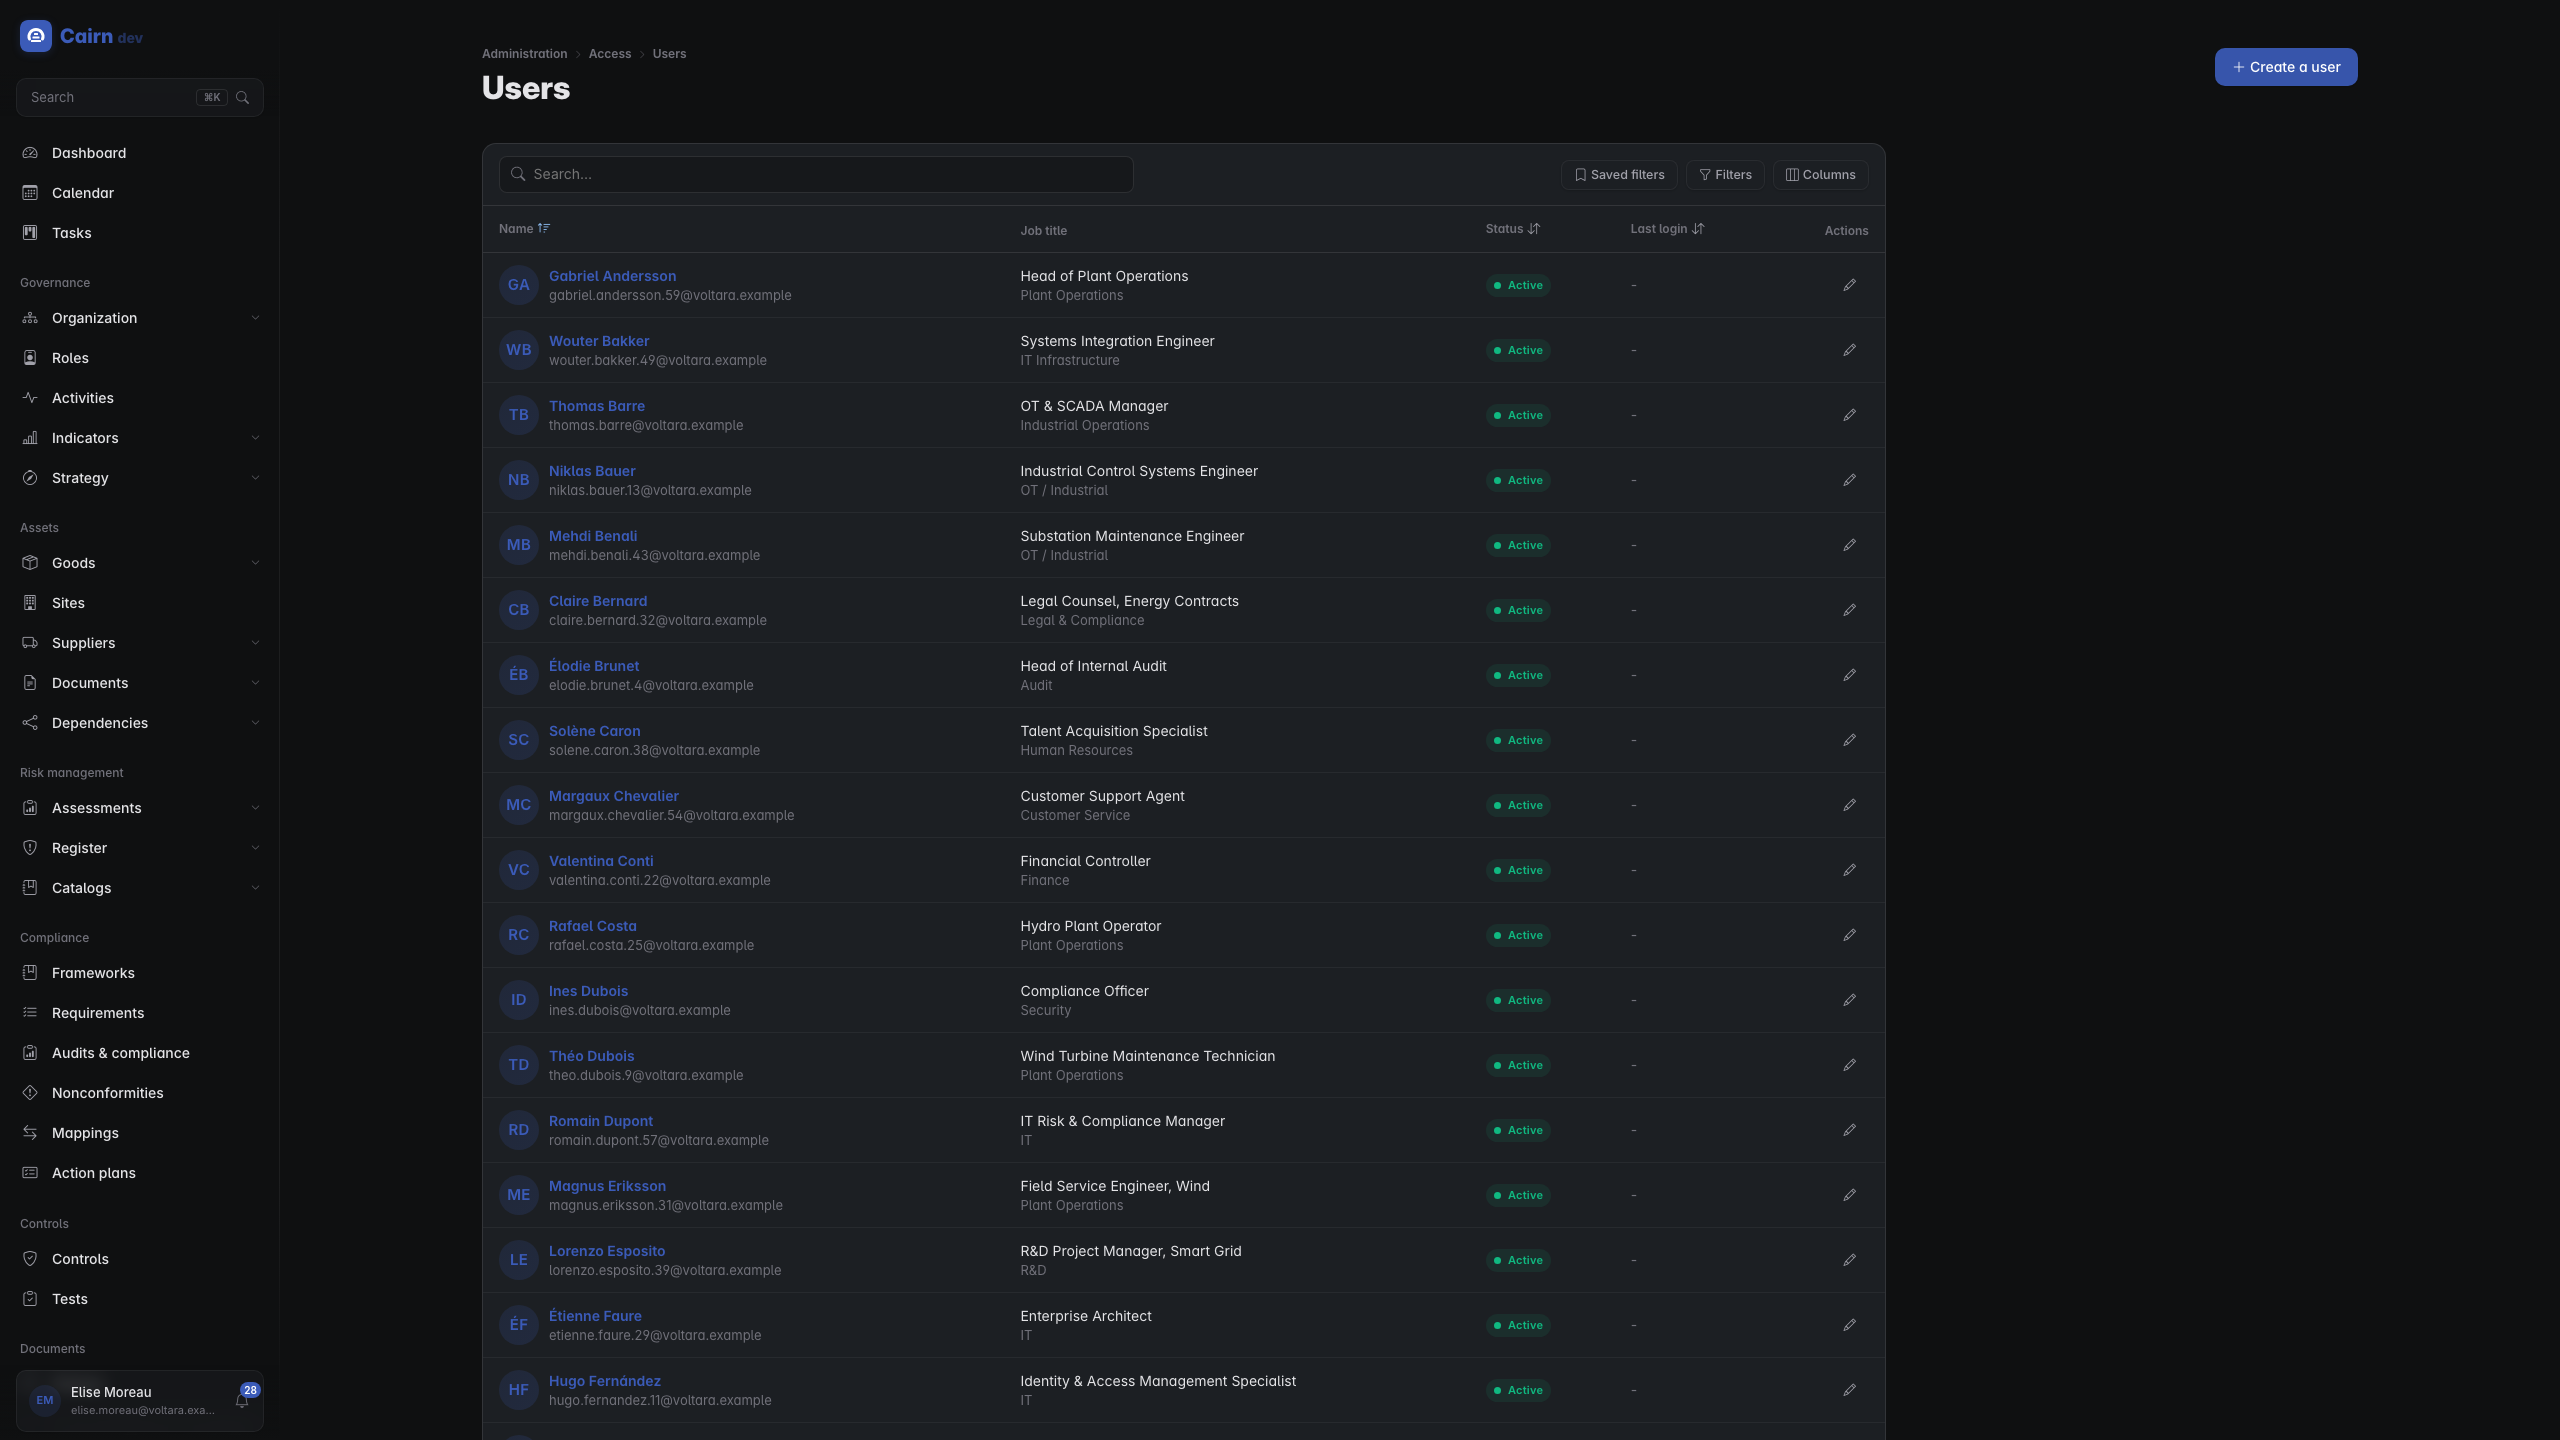 Cairn dev
Search ⌘K
Dashboard
Calendar
Tasks
Governance
Organization
Roles
Activities
Indicators
Strategy
Assets
Goods
Sites
Suppliers
Documents
Dependencies
Risk management
Assessments
Register
Catalogs
Compliance
Frameworks
Requirements
Audits & compliance
Nonconformities
Mappings
Action plans
Controls
Controls
Tests
Documents
EM
Elise Moreau
elise.moreau@voltara.exa...
28
Administration > Access > Users
Users
+ Create a user
Search...
Saved filters
Filters
Columns
Name Job title Status Last login Actions
GA Gabriel Andersson Head of Plant Operations Active -
gabriel.andersson.59@voltara.example Plant Operations
WB Wouter Bakker Systems Integration Engineer Active -
wouter.bakker.49@voltara.example IT Infrastructure
TB Thomas Barre OT & SCADA Manager Active -
thomas.barre@voltara.example Industrial Operations
NB Niklas Bauer Industrial Control Systems Engineer Active -
niklas.bauer.13@voltara.example OT / Industrial
MB Mehdi Benali Substation Maintenance Engineer Active -
mehdi.benali.43@voltara.example OT / Industrial
CB Claire Bernard Legal Counsel, Energy Contracts Active -
claire.bernard.32@voltara.example Legal & Compliance
ÉB Élodie Brunet Head of Internal Audit Active -
elodie.brunet.4@voltara.example Audit
SC Solène Caron Talent Acquisition Specialist Active -
solene.caron.38@voltara.example Human Resources
MC Margaux Chevalier Customer Support Agent Active -
margaux.chevalier.54@voltara.example Customer Service
VC Valentina Conti Financial Controller Active -
valentina.conti.22@voltara.example Finance
RC Rafael Costa Hydro Plant Operator Active -
rafael.costa.25@voltara.example Plant Operations
ID Ines Dubois Compliance Officer Active -
ines.dubois@voltara.example Security
TD Théo Dubois Wind Turbine Maintenance Technician Active -
theo.dubois.9@voltara.example Plant Operations
RD Romain Dupont IT Risk & Compliance Manager Active -
romain.dupont.57@voltara.example IT
ME Magnus Eriksson Field Service Engineer, Wind Active -
magnus.eriksson.31@voltara.example Plant Operations
LE Lorenzo Esposito R&D Project Manager, Smart Grid Active -
lorenzo.esposito.39@voltara.example R&D
ÉF Étienne Faure Enterprise Architect Active -
etienne.faure.29@voltara.example IT
HF Hugo Fernández Identity & Access Management Specialist Active -
hugo.fernandez.11@voltara.example IT